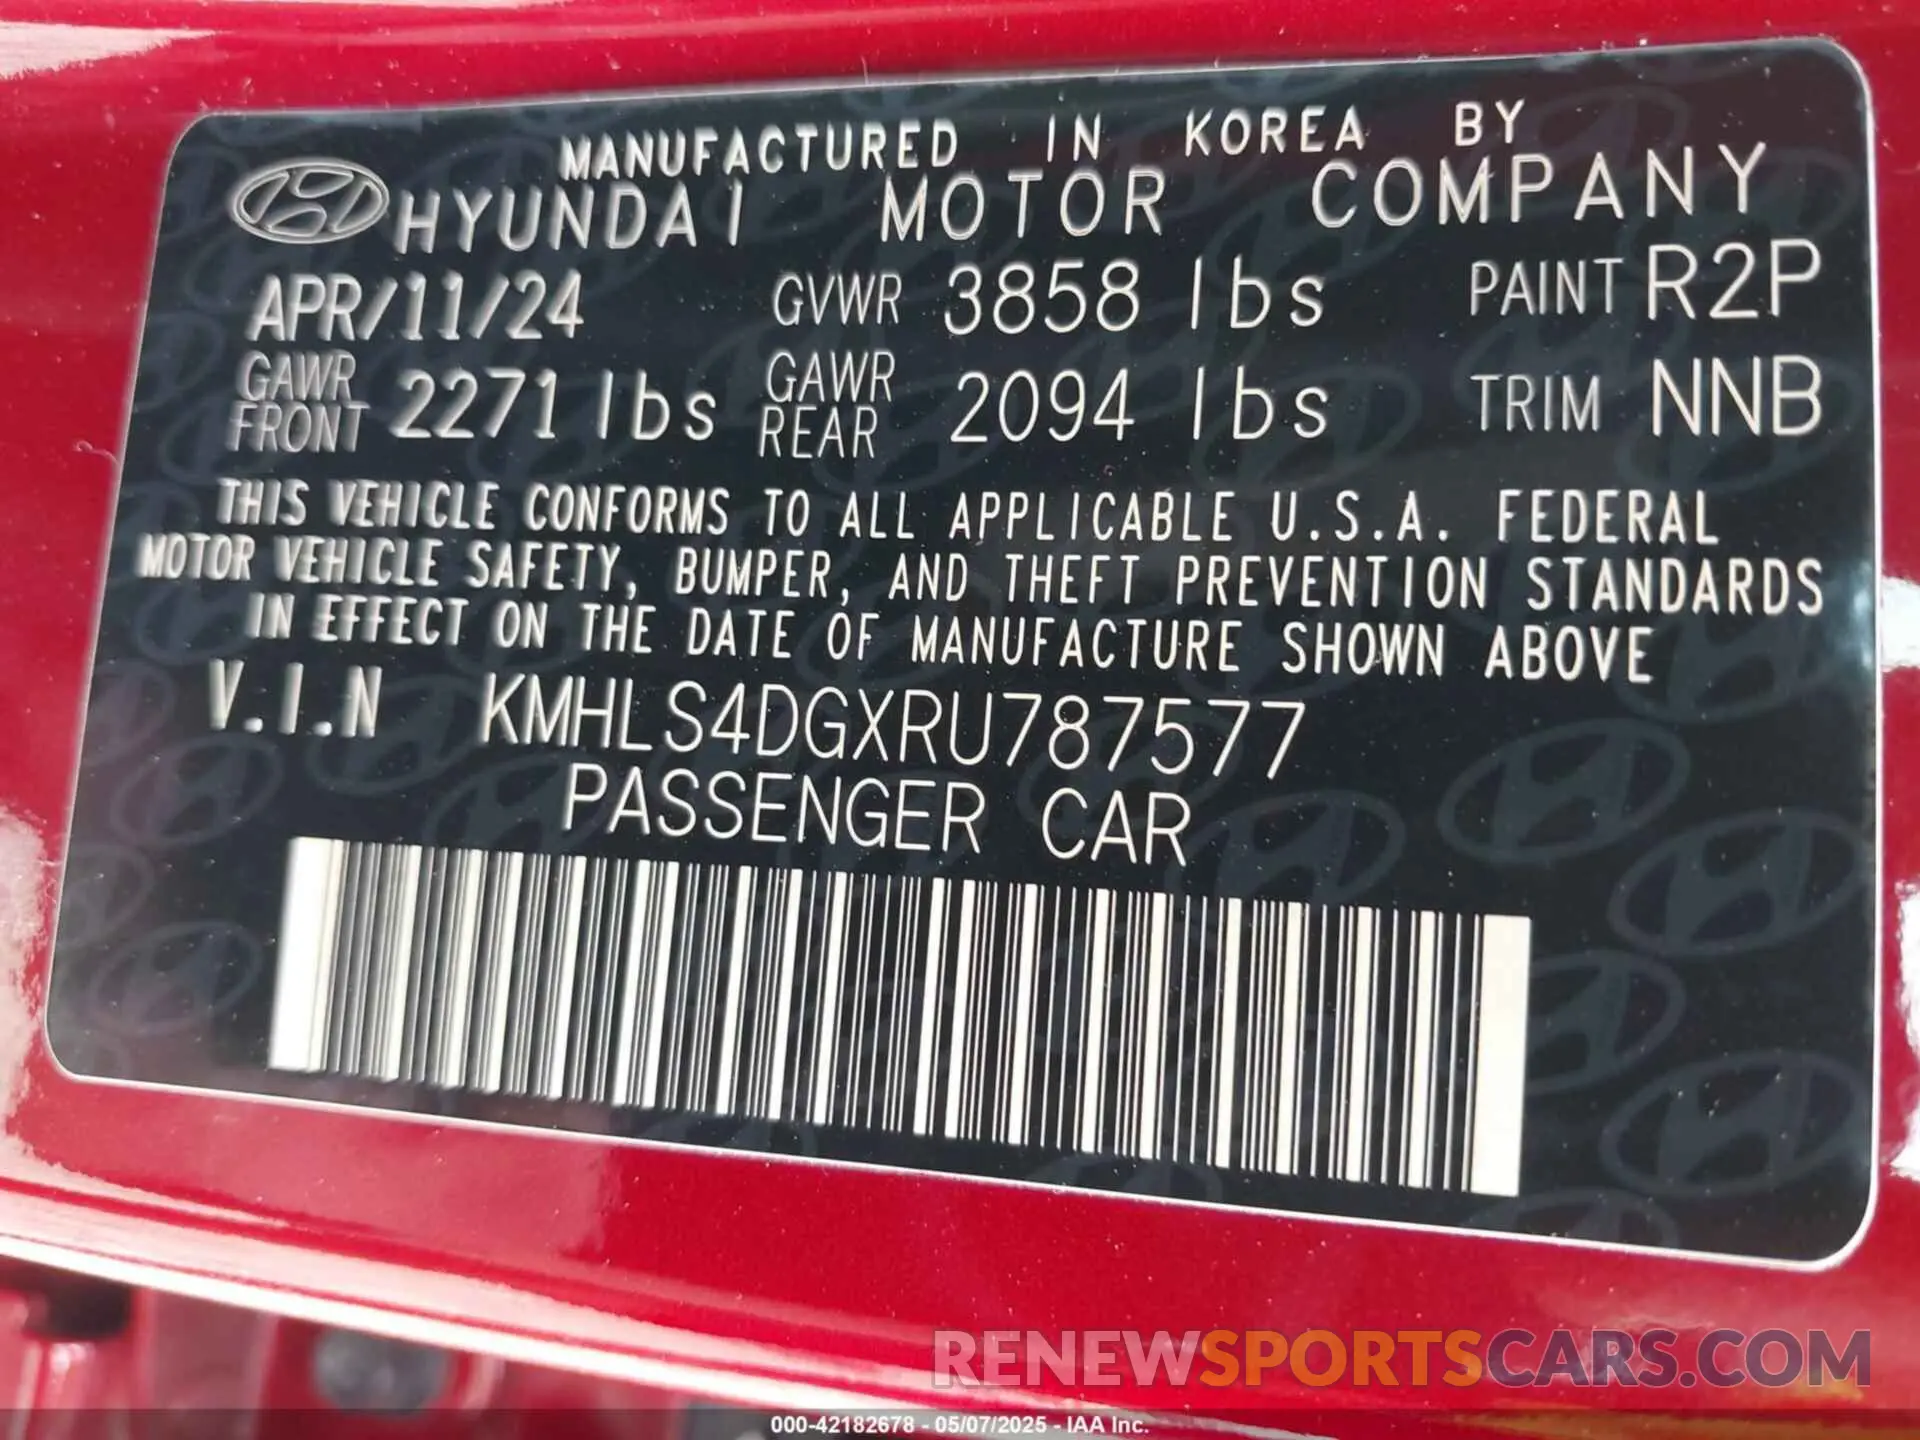 MANUFACTURED IN KOREA BY
HYUNDAI MOTOR COMPANY
APR/11/24 GVWR 3858 lbs PAINT R2P
GAWR FRONT 2271 lbs GAWR REAR 2094 lbs TRIM NNB
THIS VEHICLE CONFORMS TO ALL APPLICABLE U.S.A. FEDERAL
MOTOR VEHICLE SAFETY, BUMPER, AND THEFT PREVENTION STANDARDS
IN EFFECT ON THE DATE OF MANUFACTURE SHOWN ABOVE
V.I.N KMHLS4DGXRU787577
PASSENGER CAR
RENEWSPORTSCARS.COM
000-42182678 - 05/07/2025 - IAA Inc.